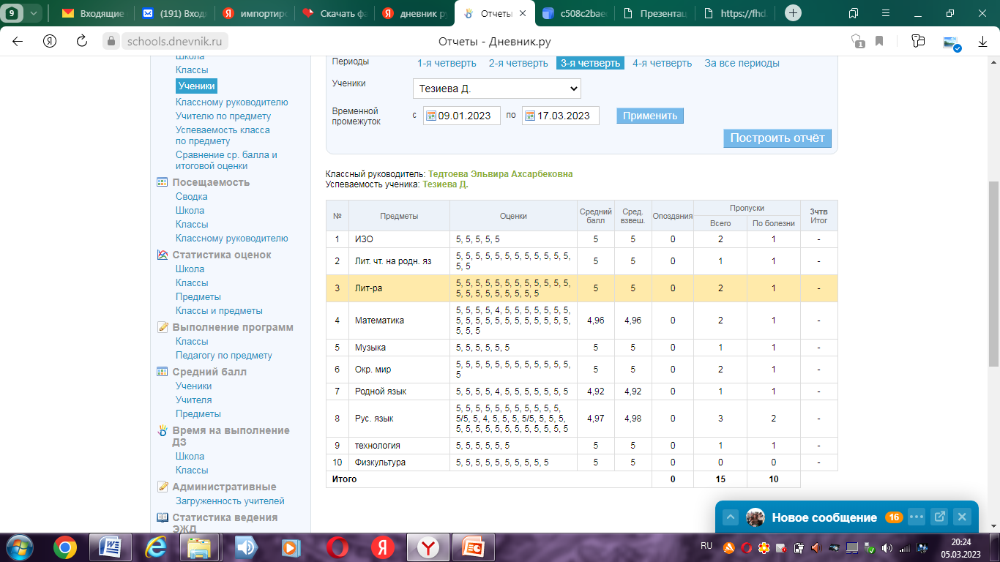 9
Входящие
(191) Вход
импортиро
Скачать фа
дневник ру
Отчеты
c508c2bae
Презентац
https://fhd.
schools.dnevnik.ru
Отчеты - Дневник.ру
1
Школа
Классы
Ученики
Классному руководителю
Учителю по предмету
Успеваемость класса
по предмету
Сравнение ср. балла и
итоговой оценки
Посещаемость
Сводка
Школа
Классы
Классному руководителю
Статистика оценок
Школа
Классы
Предметы
Классы и предметы
Выполнение программ
Классы
Педагогу по предмету
Средний балл
Ученики
Учителя
Предметы
Время на выполнение
ДЗ
Школа
Классы
Административные
Загруженность учителей
Статистика ведения
ЭЖД
Периоды 1-я четверть 2-я четверть 3-я четверть 4-я четверть За все периоды
Ученики Тезиева Д.
Временной
промежуток
с 09.01.2023 по 17.03.2023 Применить
Построить отчёт
Классный руководитель: Тедтоева Эльвира Ахсарбековна
Успеваемость ученика: Тезиева Д.
№ Предметы Оценки Средний балл Сред. взвеш. Опоздания Пропуски Всего По болезни 3чтв Итог
1 ИЗО 5, 5, 5, 5, 5 5 5 0 2 1 -
2 Лит. чт. на родн. яз 5, 5, 5, 5, 5, 5, 5, 5, 5, 5, 5, 5,
5, 5 5 5 0 1 1 -
3 Лит-ра 5, 5, 5, 5, 5, 5, 5, 5, 5, 5, 5, 5,
5, 5, 5, 5, 5, 5, 5, 5, 5 5 5 0 2 1 -
4 Математика 5, 5, 5, 5, 4, 5, 5, 5, 5, 5, 5, 5,
5, 5, 5, 5, 5, 5, 5, 5, 5, 5, 5, 5,
5, 5, 5 4,96 4,96 0 2 1 -
5 Музыка 5, 5, 5, 5, 5, 5 5 5 0 1 1 -
6 Окр. мир 5, 5, 5, 5, 5, 5, 5, 5, 5, 5, 5, 5,
5 5 5 0 2 1 -
7 Родной язык 5, 5, 5, 5, 4, 5, 5, 5, 5, 5, 5, 5 4,92 4,92 0 1 1 -
8 Рус. язык 5, 5, 5, 5, 5, 5, 5, 5, 5, 5, 5,
5/5, 5, 4, 5, 5, 5, 5/5, 5, 5, 5,
5, 5, 5, 5, 5, 5, 5, 5, 5, 5, 5, 5 4,97 4,98 0 3 2 -
9 технология 5, 5, 5, 5, 5, 5 5 5 0 1 1 -
10 Физкультура 5, 5, 5, 5, 5, 5, 5, 5, 5, 5 5 5 0 0 0 -
Итого 0 15 10
Новое сообщение 16
RU
20:24
05.03.2023